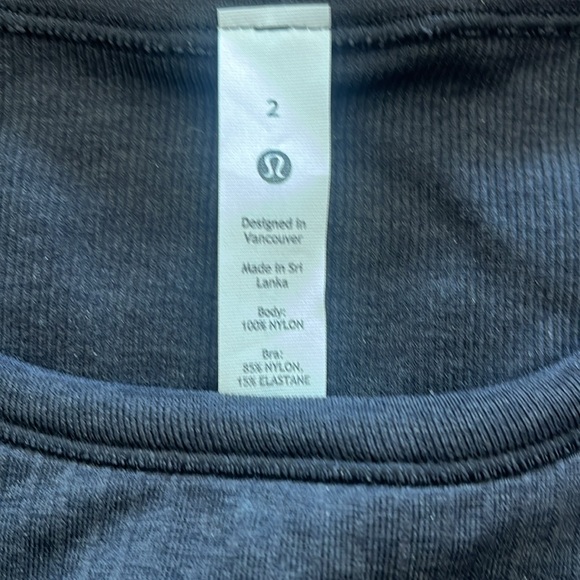 2
Designed in
Vancouver
Made in Sri
Lanka
Body:
100% NYLON
Bra:
85% NYLON,
15% ELASTANE